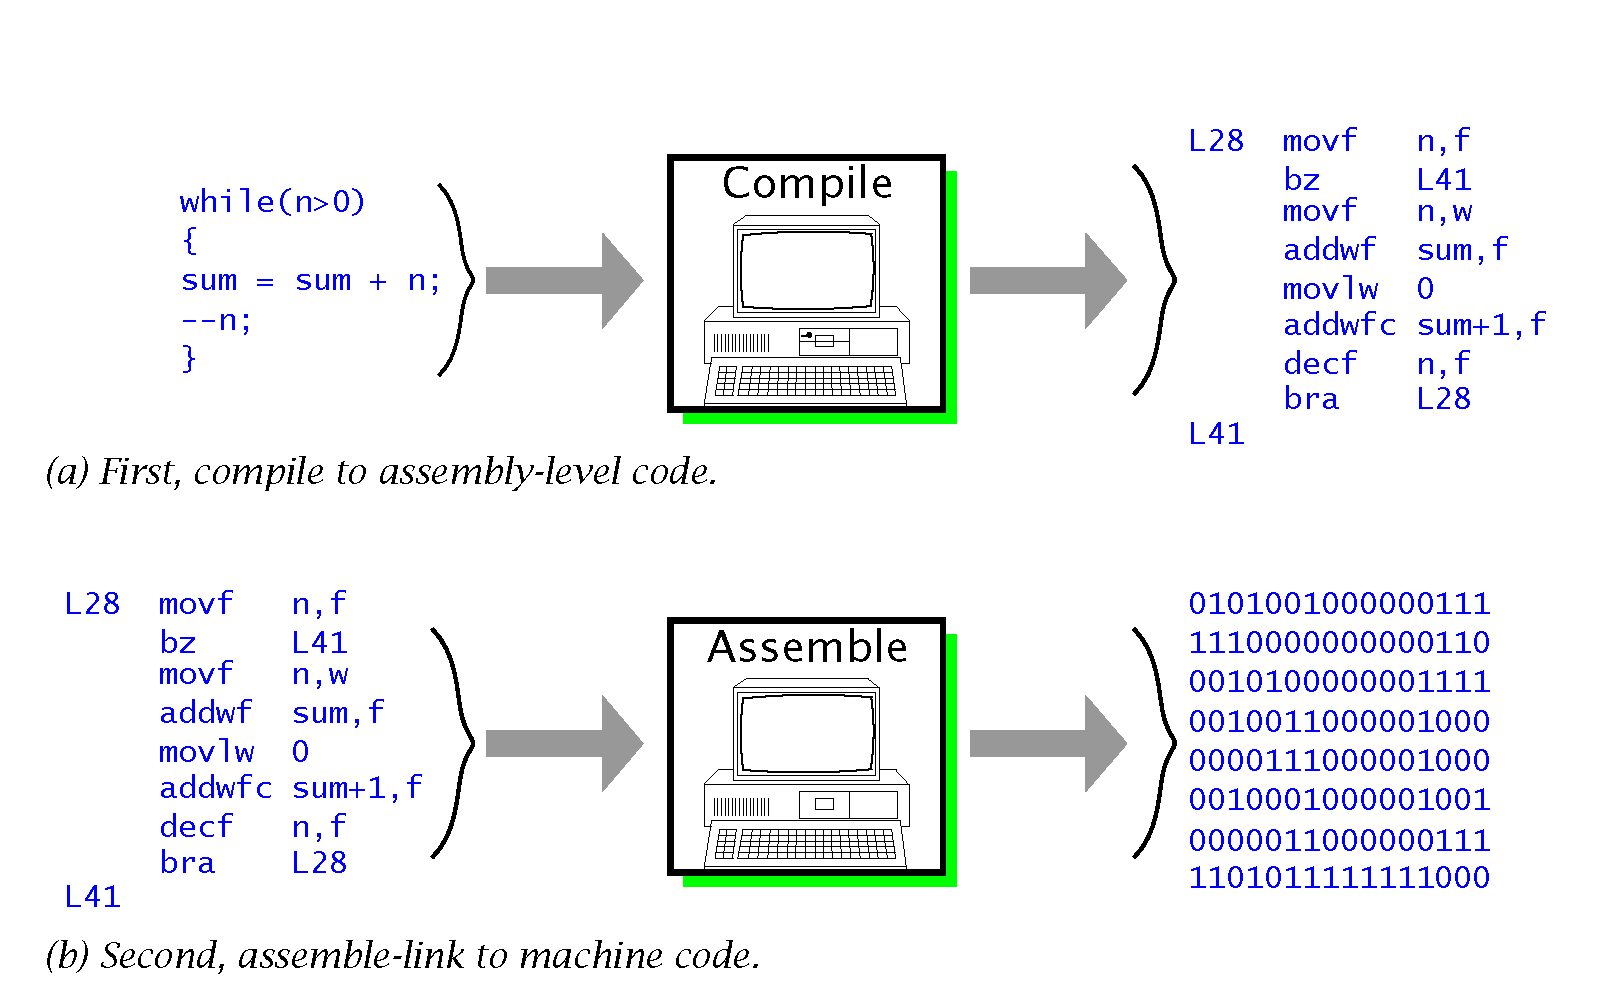 Compile
while(n>0)
{
sum = sum + n;
--n;
}
L28 movf n,f
bz L41
movf n,w
addwf sum,f
movlw 0
addwfc sum+1,f
decf n,f
bra L28
L41
(a) First, compile to assembly-level code.
Assemble
L28 movf n,f
bz L41
movf n,w
addwf sum,f
movlw 0
addwfc sum+1,f
decf n,f
bra L28
L41
0101001000000111
1110000000000110
0010100000001111
0010011000001000
0000111000001000
0010001000001001
0000011000000111
1101011111111000
(b) Second, assemble-link to machine code.